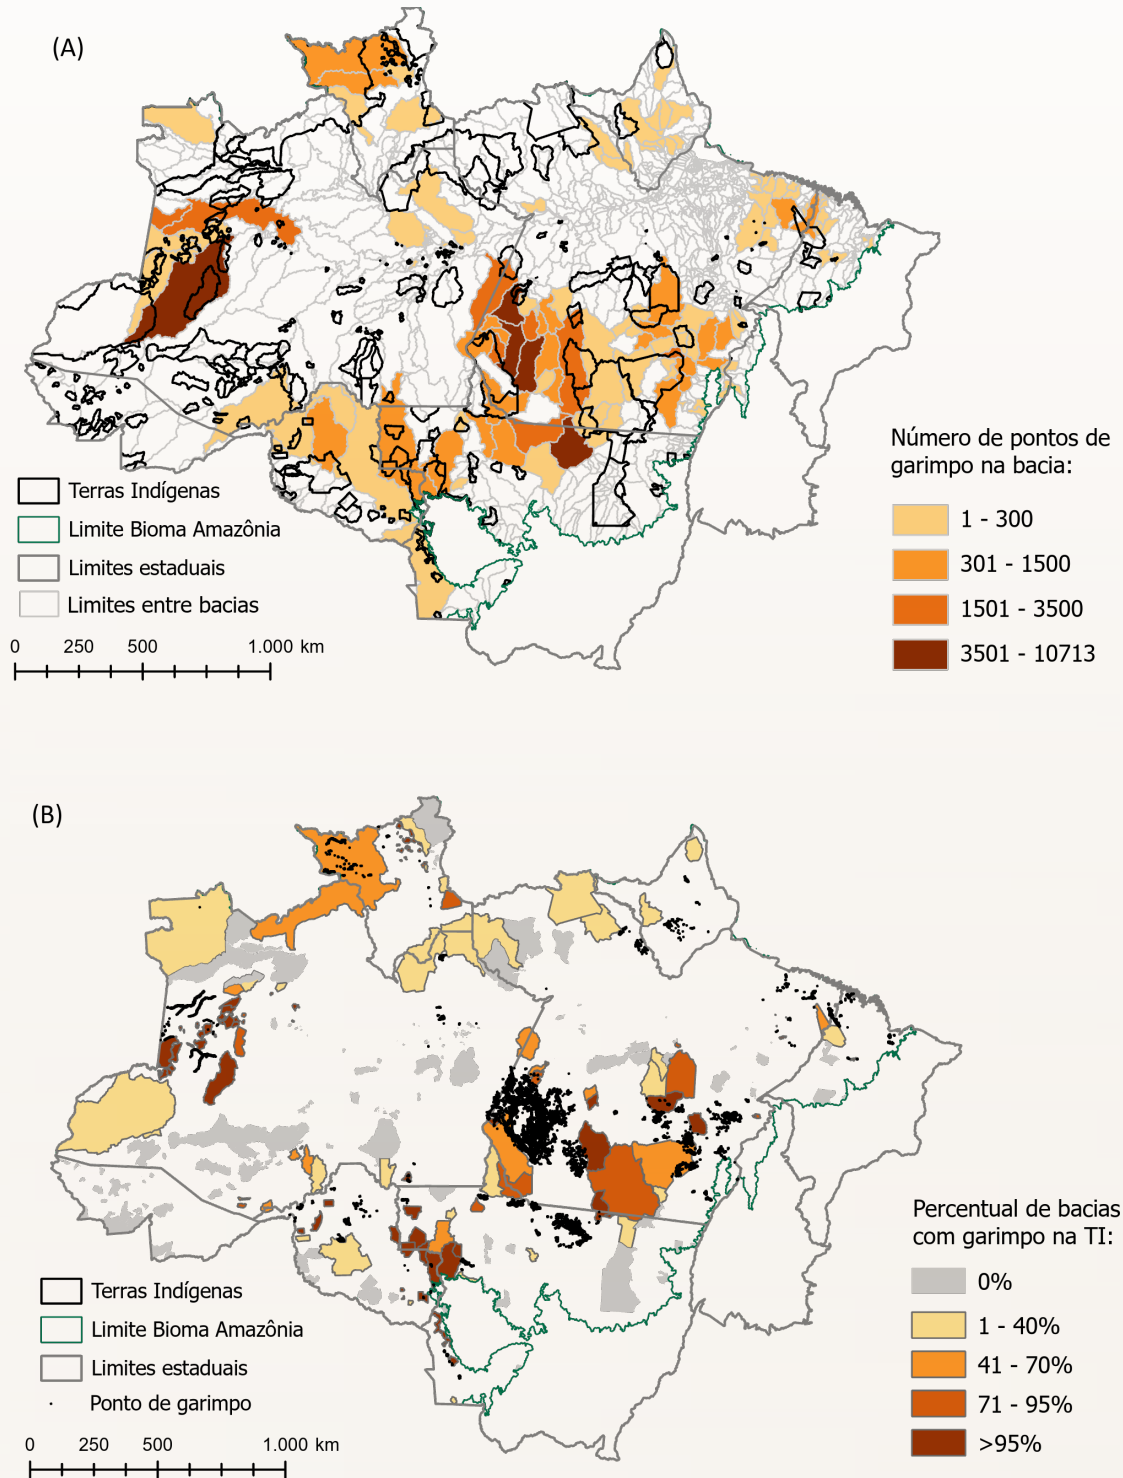 (A)
Número de pontos de
garimpo na bacia:
1 - 300
301 - 1500
1501 - 3500
3501 - 10713
Terras Indígenas
Limite Bioma Amazônia
Limites estaduais
Limites entre bacias
0 250 500 1.000 km
(B)
Percentual de bacias
com garimpo na TI:
0%
1 - 40%
41 - 70%
71 - 95%
>95%
Terras Indígenas
Limite Bioma Amazônia
Limites estaduais
Ponto de garimpo
0 250 500 1.000 km